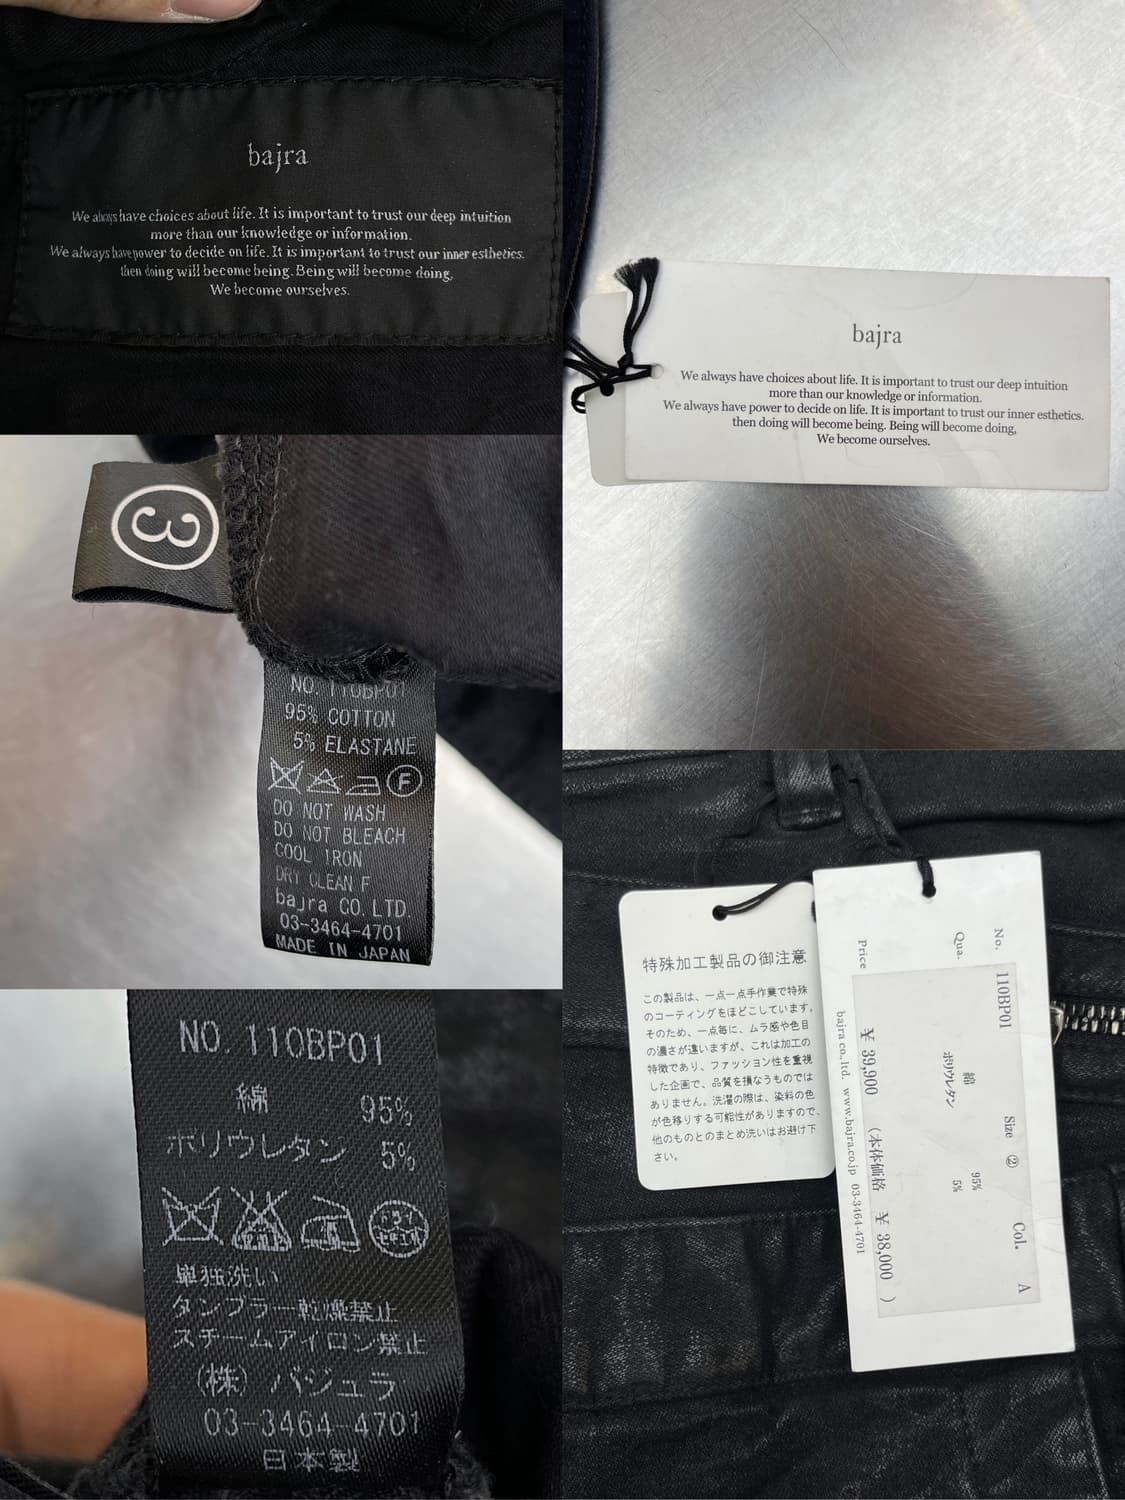 bajra
We always have choices about life. It is important to trust our deep intuition
more than our knowledge or information.
We always have power to decide on life. It is important to trust our inner esthetics.
then doing will become being. Being will become doing,
We become ourselves.
bajra
We always have choices about life. It is important to trust our deep intuition
more than our knowledge or information.
We always have power to decide on life. It is important to trust our inner esthetics.
then doing will become being. Being will become doing,
We become ourselves.
③
NO. 110BP01
95% COTTON
5% ELASTANE
F
DO NOT WASH
DO NOT BLEACH
COOL IRON
DRY CLEAN F
bajra CO. LTD.
03-3464-4701
MADE IN JAPAN
NO. 110BP01
綿 95%
ポリウレタン 5%
ドライ セキユ系
単独洗い
タンブラー乾燥禁止
スチームアイロン禁止
(株) バジュラ
03-3464-4701
日本製
特殊加工製品の御注意
この製品は、一点一点手作業で特殊
のコーティングをほどこしています。
そのため、一点毎に、ムラ感や色目
の濃さが違いますが、これは加工の
特徴であり、ファッション性を重視
した企画で、品質を損なうものでは
ありません。洗濯の際は、染料の色
が色移りする可能性がありますので、
他のものとのまとめ洗いはお避け下
さい。
No. 110BP01 Size ② Col. A
Qua. 綿 95%
ポリウレタン 5%
Price ¥ 39,900 (本体価格 ¥ 38,000 )
bajra co., ltd. www.bajra.co.jp 03-3464-4701